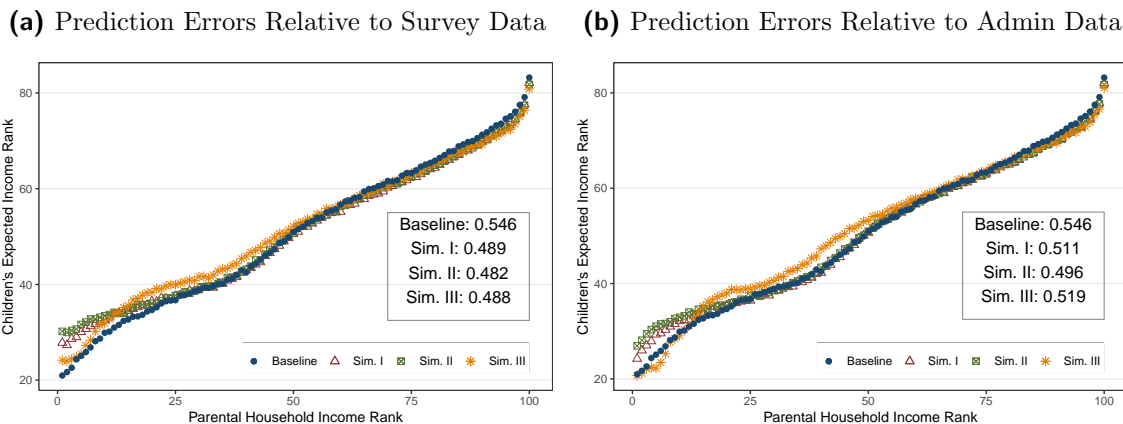 (a) Prediction Errors Relative to Survey Data
Children's Expected Income Rank
80
60
40
20
Baseline: 0.546
Sim. I: 0.489
Sim. II: 0.482
Sim. III: 0.488
Baseline Sim. I Sim. II Sim. III
0 25 50 75 100
Parental Household Income Rank
(b) Prediction Errors Relative to Admin Data
Children's Expected Income Rank
80
60
40
20
Baseline: 0.546
Sim. I: 0.511
Sim. II: 0.496
Sim. III: 0.519
Baseline Sim. I Sim. II Sim. III
0 25 50 75 100
Parental Household Income Rank